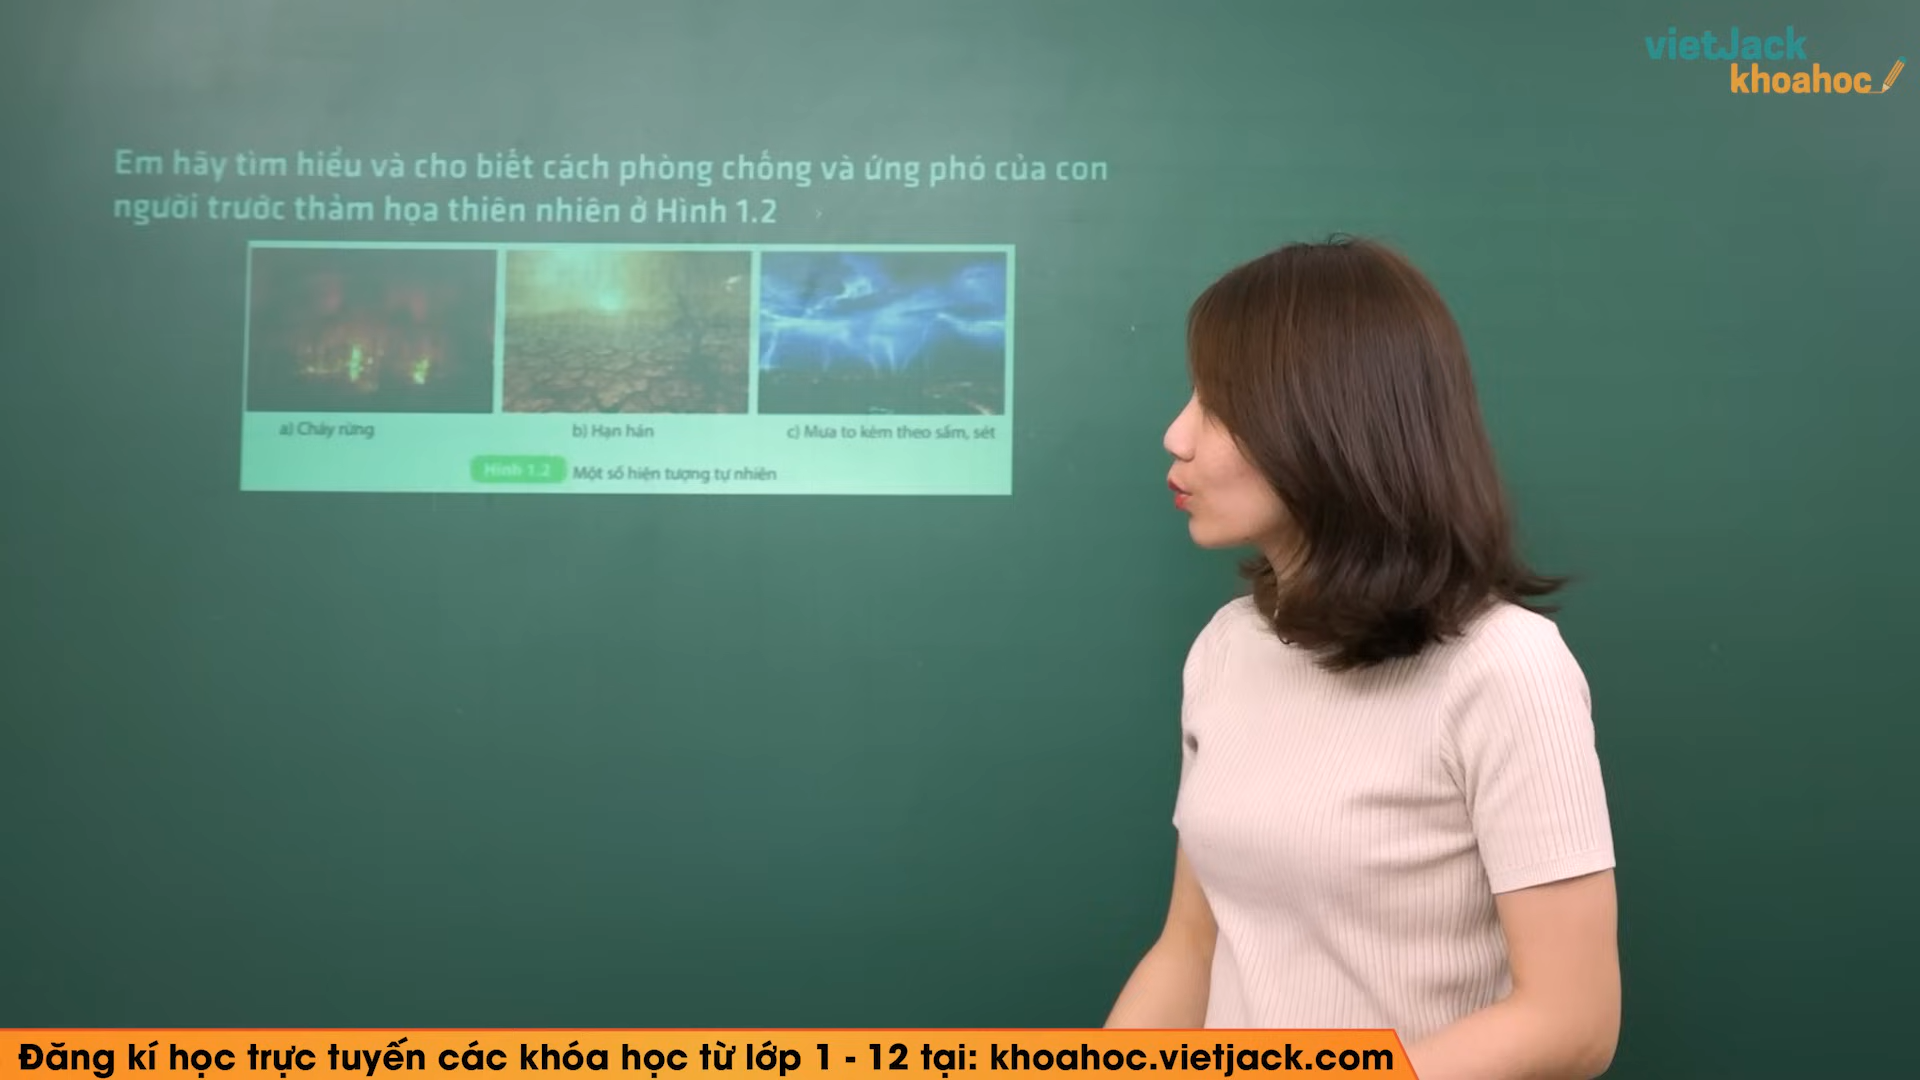 vietJack
khoahoc
Em hãy tìm hiểu và cho biết cách phòng chống và ứng phó của con
người trước thảm họa thiên nhiên ở Hình 1.2
a) Cháy rừng
b) Hạn hán
c) Mưa to kèm theo sấm, sét
Hình 1.2 Một số hiện tượng tự nhiên
Đăng kí học trực tuyến các khóa học từ lớp 1 - 12 tại: khoahoc.vietjack.com